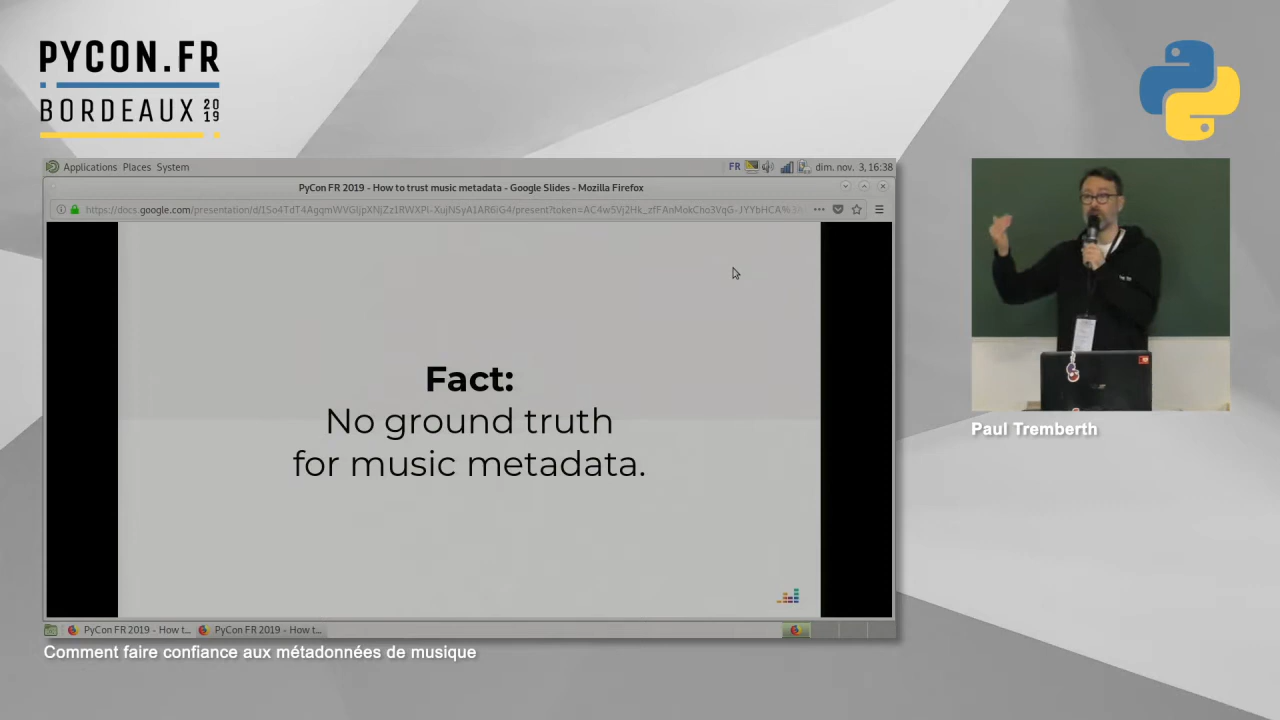 PYCON.FR
BORDEAUX 2019
Applications Places System
FR
dim. nov. 3, 16:38
PyCon FR 2019 - How to trust music metadata - Google Slides - Mozilla Firefox
Fact:
No ground truth
for music metadata.
PyCon FR 2019 - How t...
PyCon FR 2019 - How t...
Paul Tremberth
Comment faire confiance aux métadonnées de musique